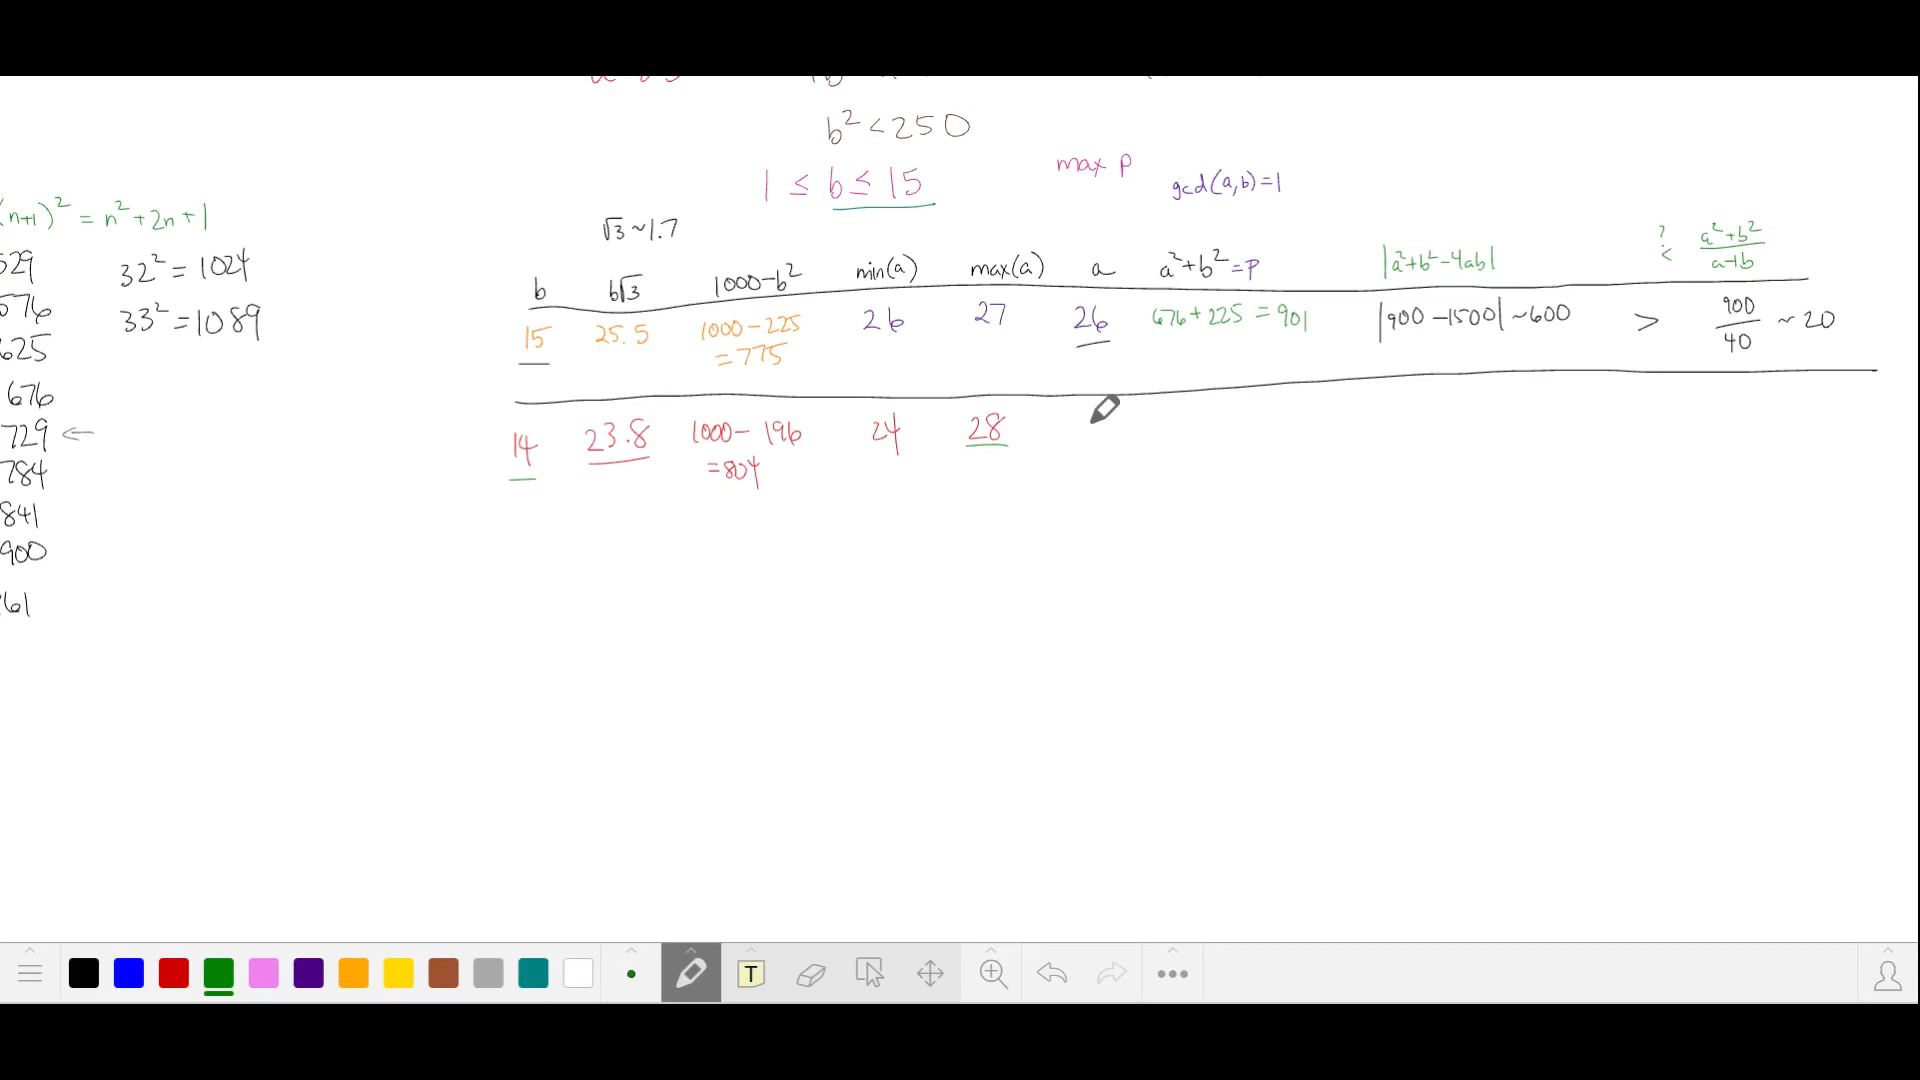 b² < 250
1 ≤ b ≤ 15
max p
gcd(a,b)=1
(n+1)² = n² + 2n + 1
529
576
625
676
729 ←
784
841
900
961
32² = 1024
33² = 1089
√3 ~ 1.7
b b√3 1000-b² min(a) max(a) a a²+b² = p |a²+b²-4ab| ?< (a²+b²)/(a+b)
15 25.5 1000-225 26 27 26 676+225 = 901 |900-1500| ~ 600 > 900/40 ~ 20
= 775
14 23.8 1000-196 24 28
= 804
T